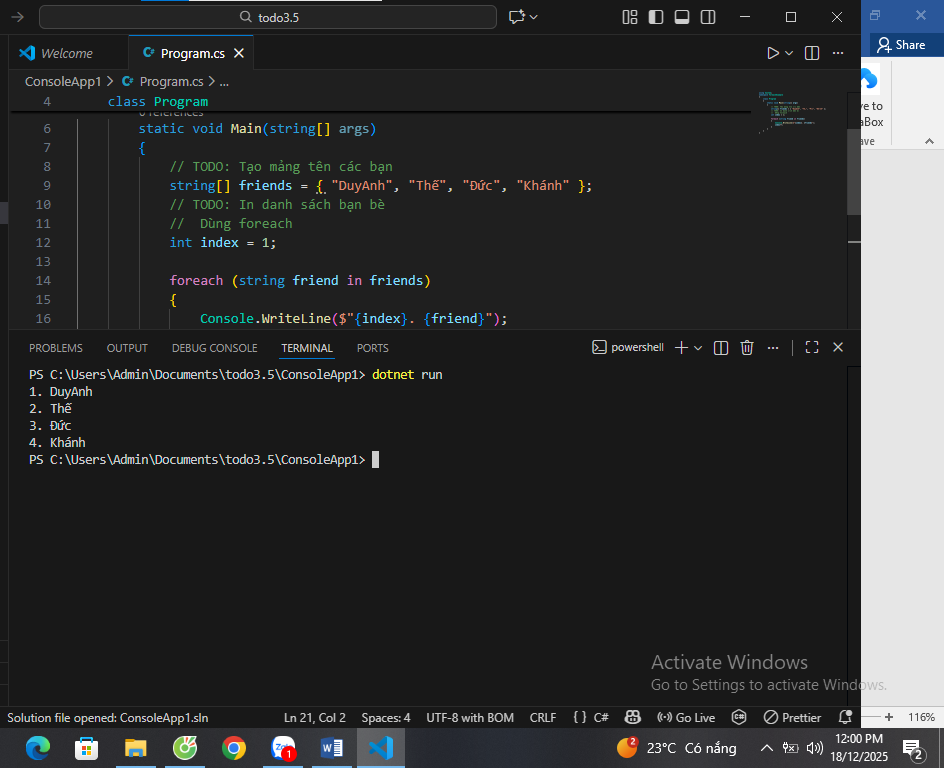 todo3.5
Share
Welcome
Program.cs
ConsoleApp1 > Program.cs > ...
4 class Program
0 references
6 static void Main(string[] args)
7 {
8 // TODO: Tạo mảng tên các bạn
9 string[] friends = { "DuyAnh", "Thế", "Đức", "Khánh" };
10 // TODO: In danh sách bạn bè
11 //  Dùng foreach
12 int index = 1;
13
14 foreach (string friend in friends)
15 {
16 Console.WriteLine($"{index}. {friend}");
ve to
aBox
ave
PROBLEMS OUTPUT DEBUG CONSOLE TERMINAL PORTS
powershell
PS C:\Users\Admin\Documents\todo3.5\ConsoleApp1> dotnet run
1. DuyAnh
2. Thế
3. Đức
4. Khánh
PS C:\Users\Admin\Documents\todo3.5\ConsoleApp1>
Activate Windows
Go to Settings to activate Windows.
Solution file opened: ConsoleApp1.sln Ln 21, Col 2 Spaces: 4 UTF-8 with BOM CRLF { } C# Go Live Prettier
116%
Zalo 1
2 23°C Có nắng
12:00 PM
18/12/2025
2